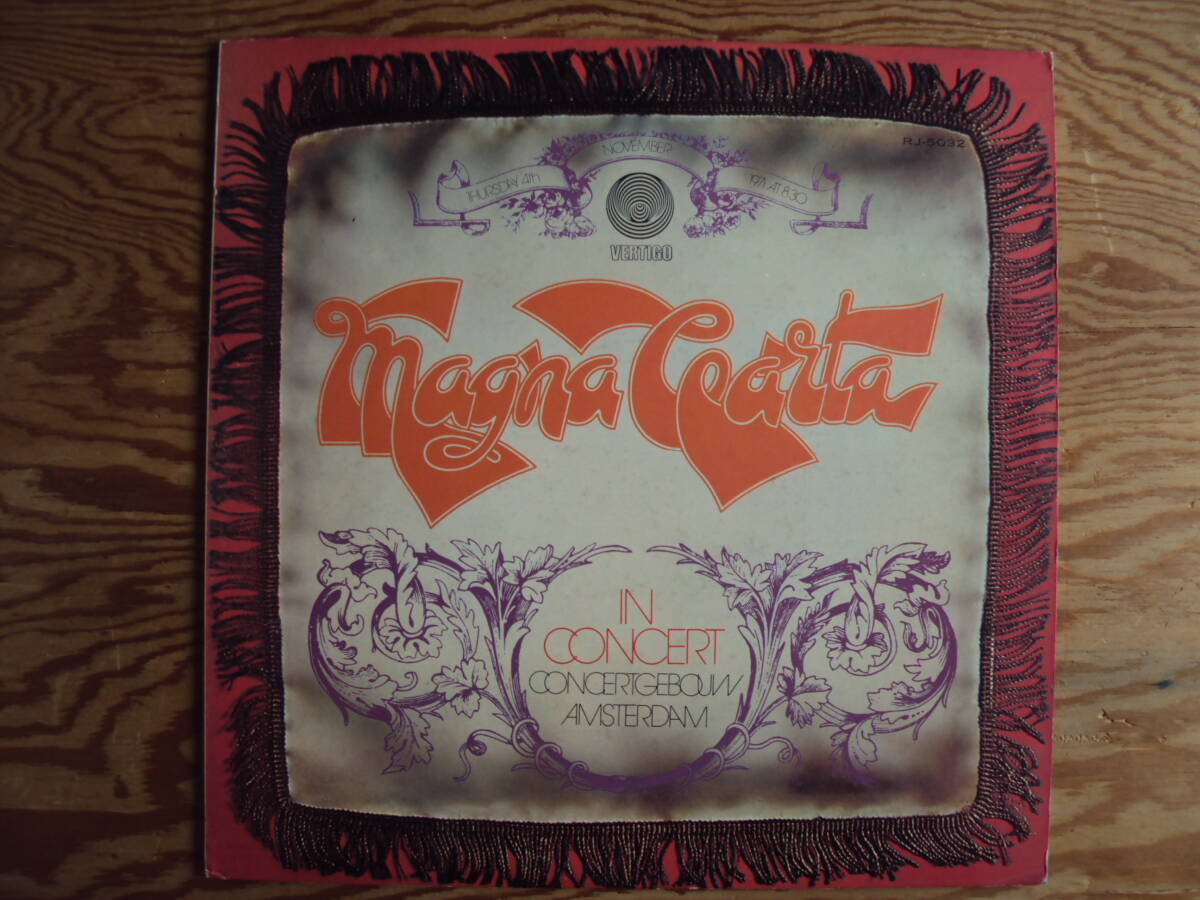 RJ-5032
THURSDAY 4th NOVEMBER 1971 AT 8.30
VERTIGO
Magna Carta
IN
CONCERT
CONCERTGEBOUW
AMSTERDAM